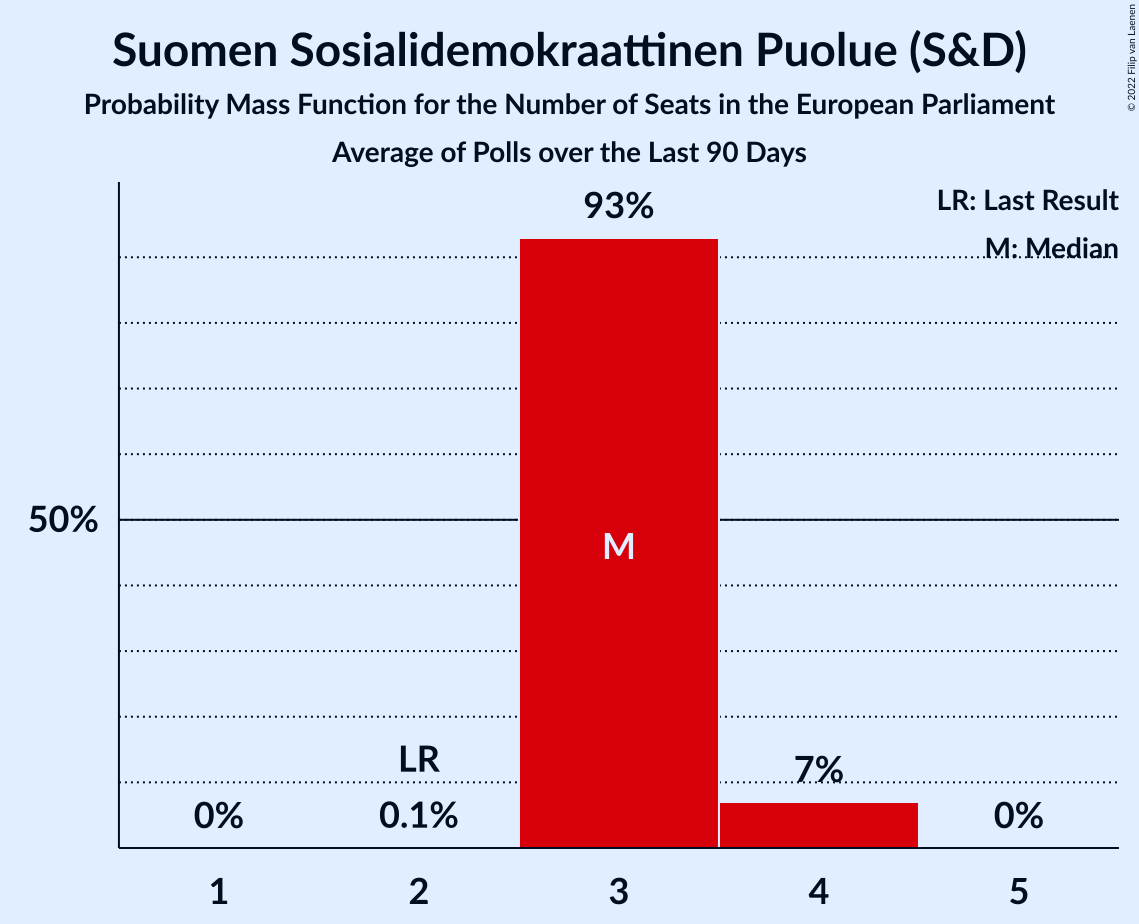 Suomen Sosialidemokraattinen Puolue (S&D)
Probability Mass Function for the Number of Seats in the European Parliament
Average of Polls over the Last 90 Days
© 2022 Filip van Laenen
LR: Last Result
M: Median
93%
50%
M
LR
7%
0%
0.1%
0%
1
2
3
4
5